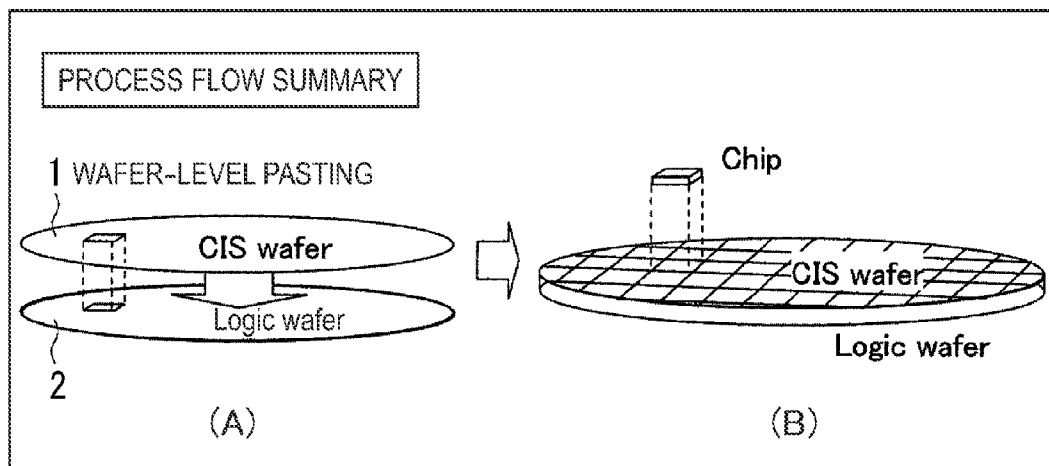 PROCESS FLOW SUMMARY
1 WAFER-LEVEL PASTING
CIS wafer
Logic wafer
2
(A)
Chip
CIS wafer
Logic wafer
(B)